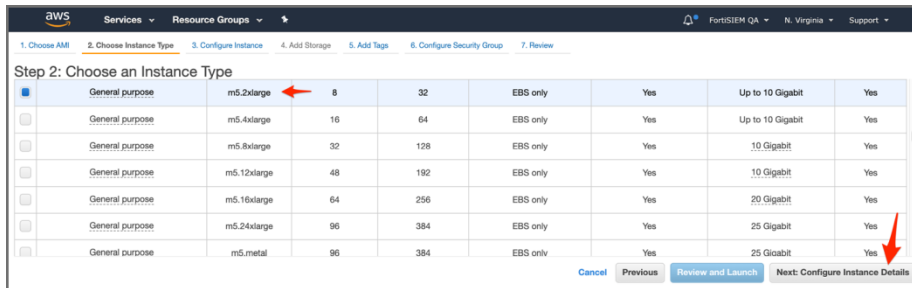 aws Services Resource Groups FortiSIEM QA N. Virginia Support
1. Choose AMI 2. Choose Instance Type 3. Configure Instance 4. Add Storage 5. Add Tags 6. Configure Security Group 7. Review
Step 2: Choose an Instance Type
General purpose m5.2xlarge 8 32 EBS only Yes Up to 10 Gigabit Yes
General purpose m5.4xlarge 16 64 EBS only Yes Up to 10 Gigabit Yes
General purpose m5.8xlarge 32 128 EBS only Yes 10 Gigabit Yes
General purpose m5.12xlarge 48 192 EBS only Yes 10 Gigabit Yes
General purpose m5.16xlarge 64 256 EBS only Yes 20 Gigabit Yes
General purpose m5.24xlarge 96 384 EBS only Yes 25 Gigabit Yes
General purpose m5.metal 96 384 EBS only Yes 25 Gigabit Yes
Cancel Previous Review and Launch Next: Configure Instance Details